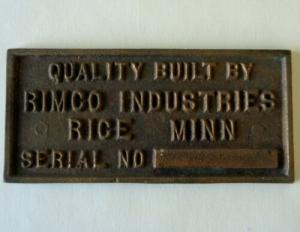 QUALITY BUILT BY
RIMCO INDUSTRIES
RICE MINN
SERIAL NO